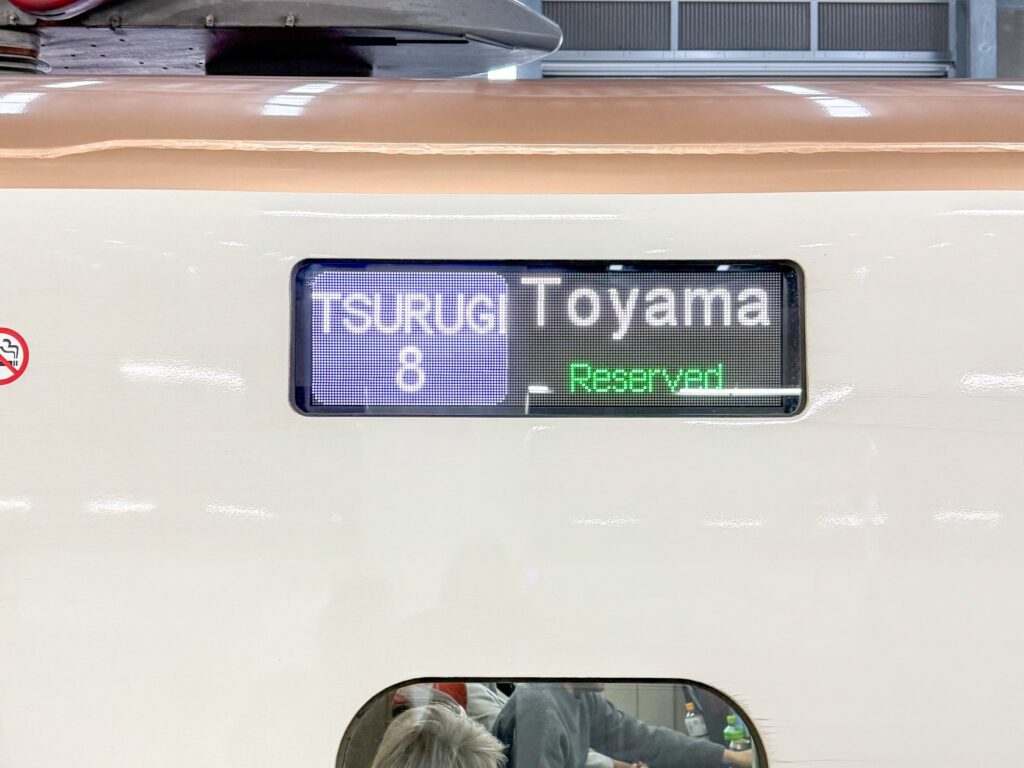 TSURUGI
8
Toyama
Reserved